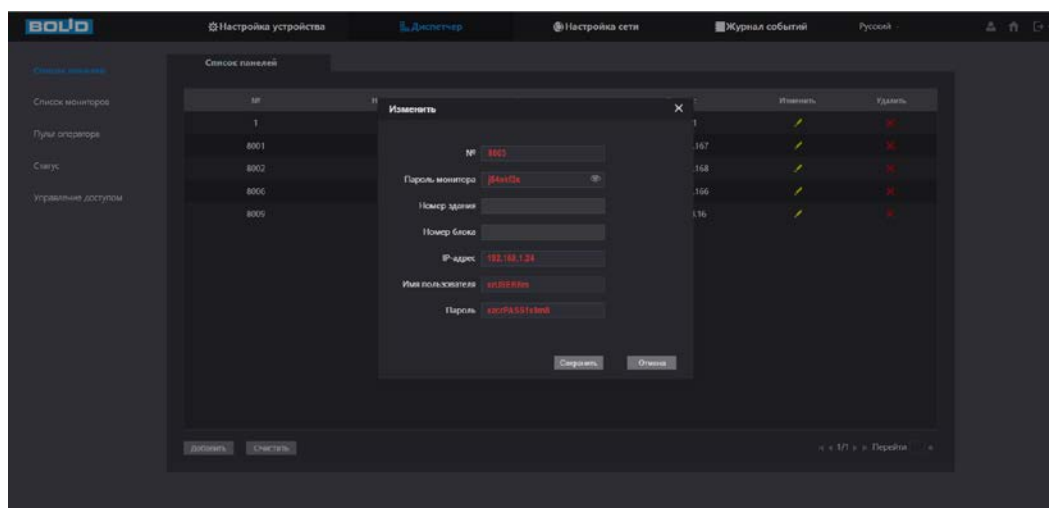 BOLID
Настройка устройства
Диспетчер
Настройка сети
Журнал событий
Русский
Список панелей
Список панелей
Список мониторов
Пульт оператора
Статус
Управление доступом
№
Изменить
Удалить
1
8001
.167
8002
.168
8006
.166
8009
Изменить
№
Пароль монитора
Номер здания
Номер блока
IP-адрес 192.168.1.24
Имя пользователя
Пароль
Сохранить
Отмена
Добавить
Очистить
1/1
Перейти